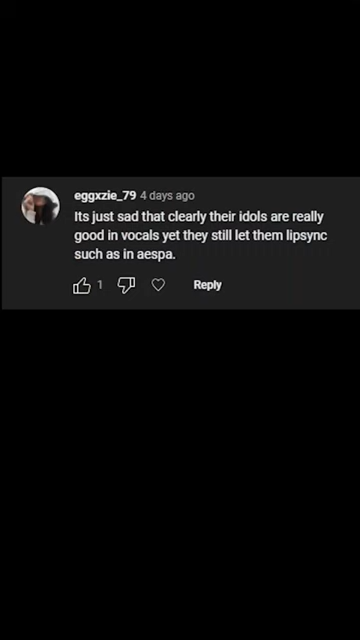 eggxzie_79 4 days ago
Its just sad that clearly their idols are really
good in vocals yet they still let them lipsync
such as in aespa.
1 Reply